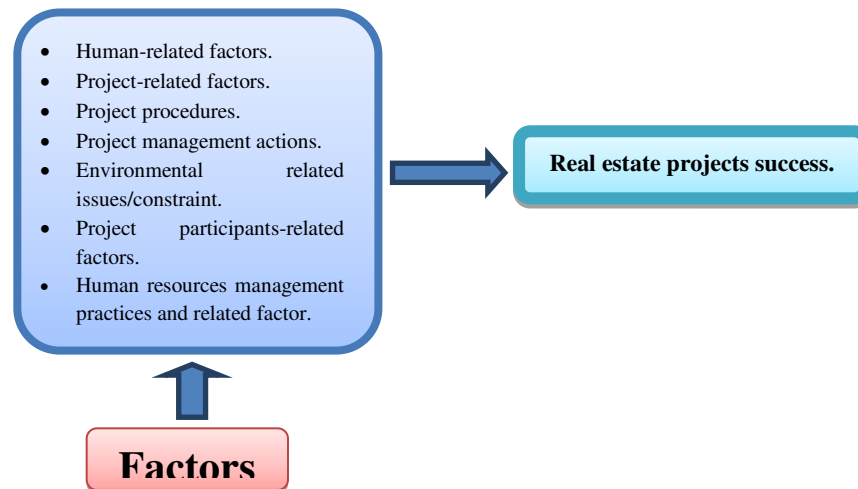 • Human-related factors.
• Project-related factors.
• Project procedures.
• Project management actions.
• Environmental related
issues/constraint.
• Project participants-related
factors.
• Human resources management
practices and related factor.
Real estate projects success.
Factors